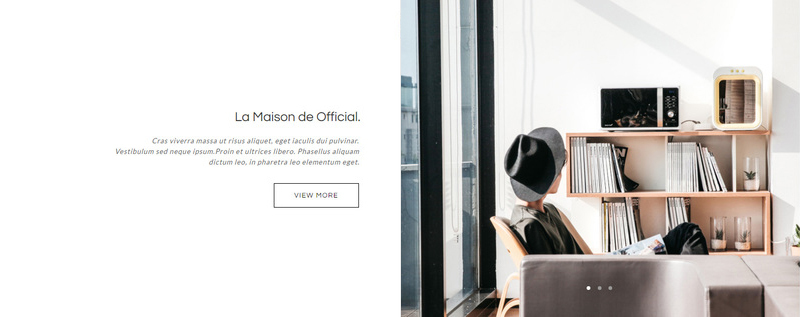 La Maison de Official.
Cras viverra massa ut risus aliquet, eget iaculis dui pulvinar.
Vestibulum sed neque ipsum.Proin et ultrices libero. Phasellus aliquam
dictum leo, in pharetra leo elementum eget.
VIEW MORE